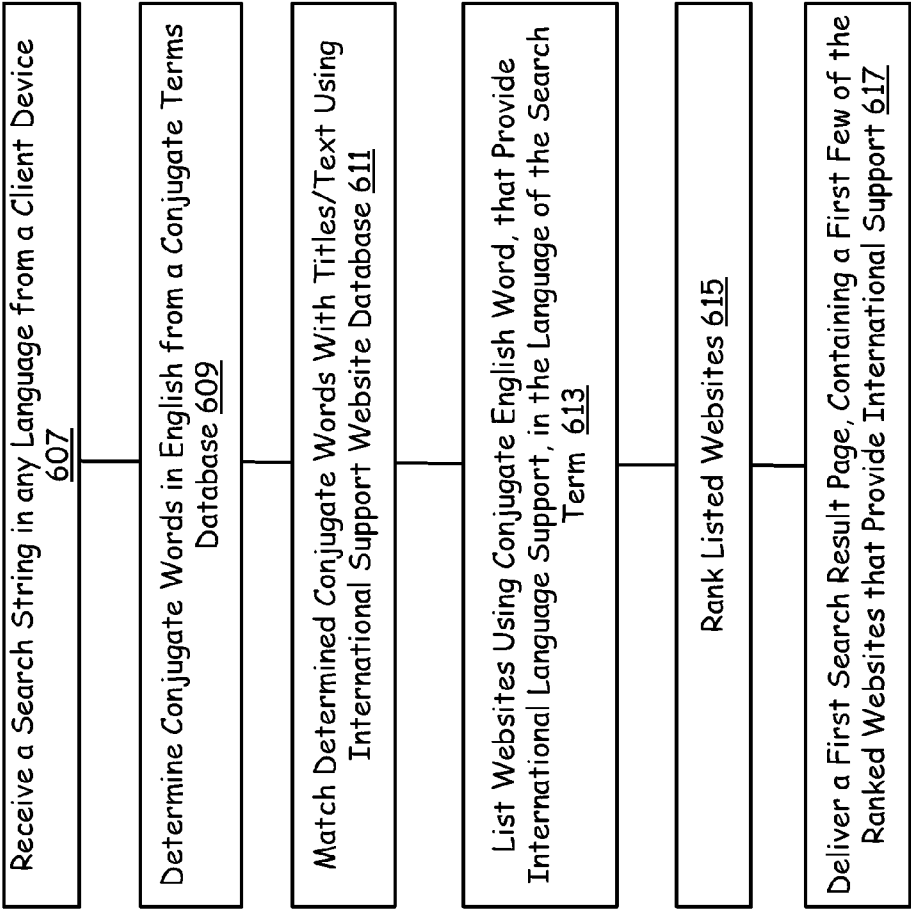 Receive a Search String in any Language from a Client Device
607
Determine Conjugate Words in English from a Conjugate Terms
Database 609
Match Determined Conjugate Words With Titles/Text Using
International Support Website Database 611
List Websites Using Conjugate English Word, that Provide
International Language Support, in the Language of the Search
Term 613
Rank Listed Websites 615
Deliver a First Search Result Page, Containing a First Few of the
Ranked Websites that Provide International Support 617